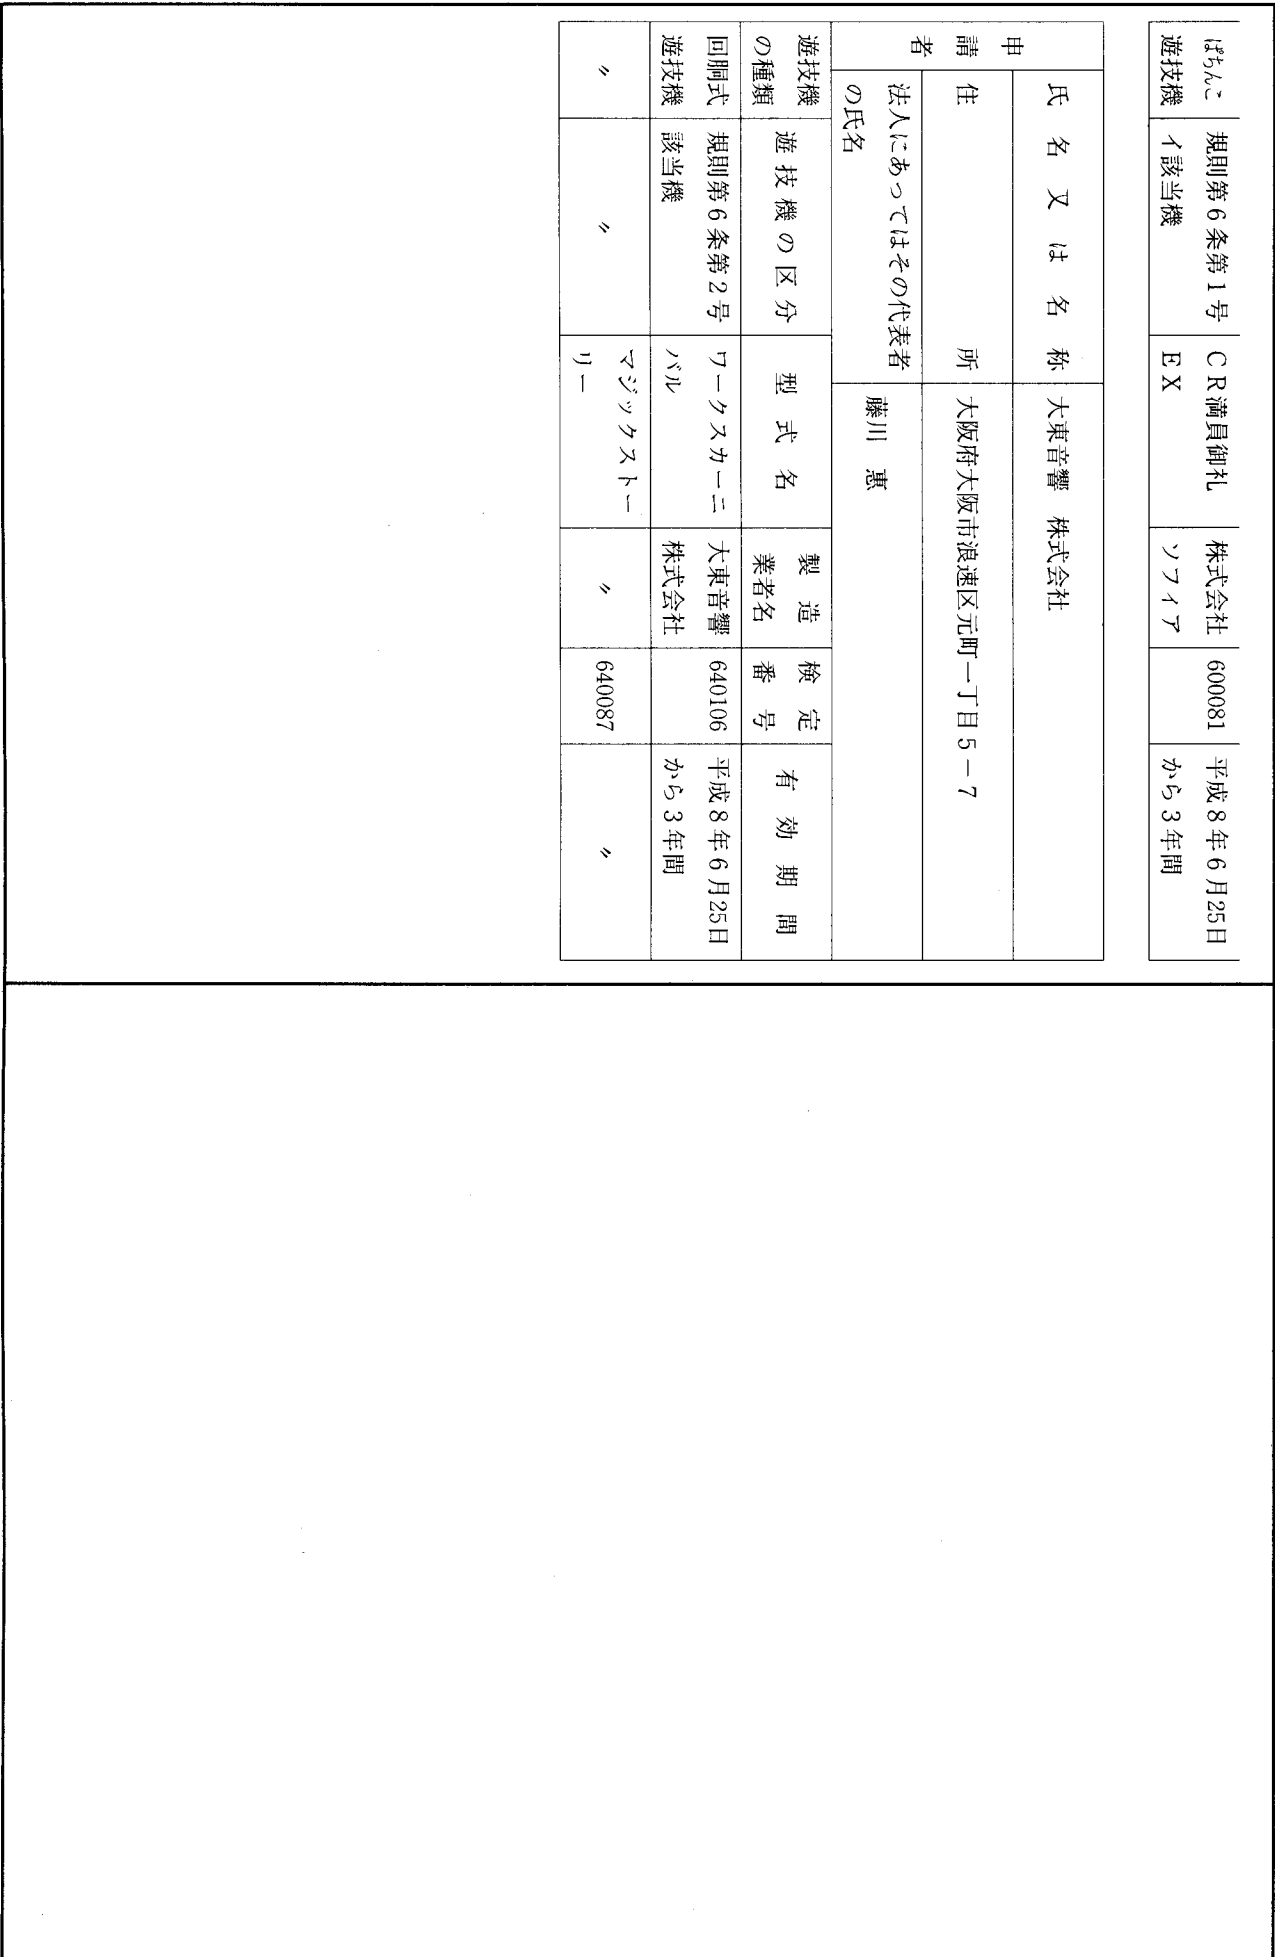 ぱちんこ 規則第6条第1号 CR満員御礼 株式会社 600081 平成8年6月25日
遊技機 イ該当機 EX ソフィア から3年間
申請者
氏名又は名称 大東音響 株式会社
住所 大阪府大阪市浪速区元町一丁目5－7
法人にあってはその代表者 藤川 恵
の氏名
遊技機 遊技機の区分 型式名 製造 検定 有効期間
の種類 業者名 番号
回胴式 規則第6条第2号 ワークスカーニ 大東音響 640106 平成8年6月25日
遊技機 該当機 バル 株式会社 から3年間
〃 〃 マジックストー 〃 640087 〃
リー